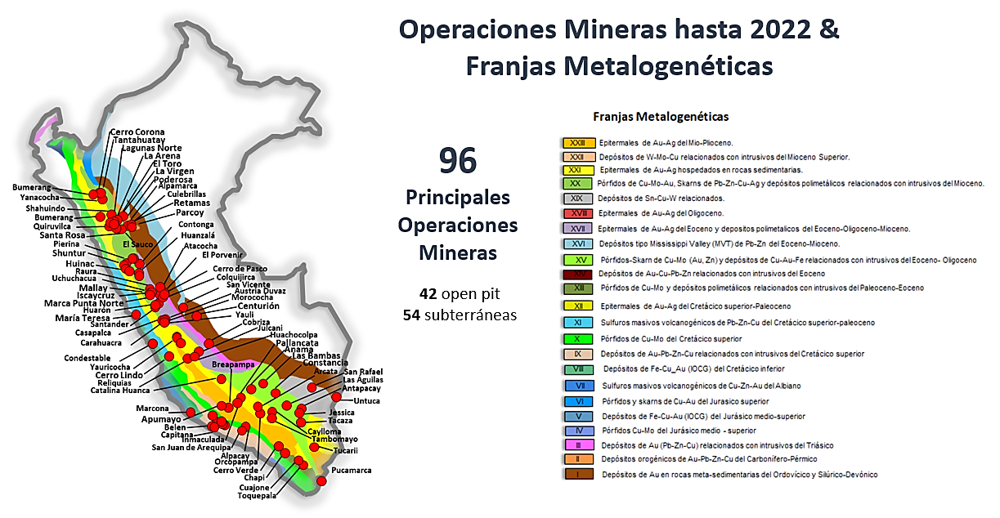 Operaciones Mineras hasta 2022 &
Franjas Metalogenéticas
96
Principales
Operaciones
Mineras
42 open pit
54 subterráneas
Cerro Corona
Tantahuatay
Lagunas Norte
La Arena
El Toro
La Virgen
Poderosa
Alpamarca
Culebrillas
Retamas
Parcoy
Contonga
Huanzalá
Atacocha
El Porvenir
Cerro de Pasco
Colquijirca
San Vicente
Austria Duvaz
Morococha
Centurión
Yauli
Cobriza
Julcani
Huachocolpa
Pallancata
Anama
Las Bambas
Constancia
Arcata
San Rafael
Las Aguilas
Antapacay
Untuca
Jessica
Tacaza
Caylloma
Tambomayo
Tucarii
Pucamarca
Bumerang
Yanacocha
Shahuindo
Bumerang
Quiruvilca
Santa Rosa
El Sauco
Pierina
Shuntur
Huinac
Raura
Uchuchacua
Mallay
Iscaycruz
Marca Punta Norte
Huarón
María Teresa
Santander
Casapalca
Carahuacra
Condestable
Yauricocha
Cerro Lindo
Reliquias
Catalina Huanca
Breapampa
Marcona
Apumayo
Belen
Capitana
Inmaculada
San Juan de Arequipa
Alpacay
Orcopampa
Cerro Verde
Chapi
Cuajone
Toquepala
Franjas Metalogenéticas
XXIII Epitermales de Au-Ag del Mio-Plioceno.
XXII Depósitos de W-Mo-Cu relacionados con intrusivos del Mioceno Superior.
XXI Epitermales de Au-Ag hospedados en rocas sedimentarias.
XX Pórfidos de Cu-Mo-Au, Skarns de Pb-Zn-Cu-Ag y depósitos polimetálicos relacionados con intrusivos del Mioceno.
XIX Depósitos de Sn-Cu-W relacionados.
XVIII Epitermales de Au-Ag del Oligoceno.
XVII Epitermales de Au-Ag del Eoceno y depositos polimetalicos del Eoceno-Oligoceno-Mioceno.
XVI Depósitos tipo Mississippi Valley (MVT) de Pb-Zn del Eoceno-Mioceno.
XV Pórfidos-Skarn de Cu-Mo (Au, Zn) y depósitos de Cu-Au-Fe relacionados con intrusivos del Eoceno- Oligoceno
XIV Depósitos de Au-Cu-Pb-Zn relacionados con intrusivos del Eoceno
XIII Pórfidos de Cu-Mo y depósitos polimetálicos relacionados con intrusivos del Paleoceno-Eoceno
XII Epitermales de Au-Ag del Cretácico superior-Paleoceno
XI Sulfuros masivos volcanogénicos de Pb-Zn-Cu del Cretácico superior-paleoceno
X Pórfidos de Cu-Mo del Cretácico superior
IX Depósitos de Au-Pb-Zn-Cu relacionados con intrusivos del Cretácico superior
VIII Depósitos de Fe-Cu_Au (IOCG) del Cretácico inferior
VII Sulfuros masivos volcanogénicos de Cu-Zn-Au del Albiano
VI Pórfidos y skarns de Cu-Au del Jurasico superior
V Depósitos de Fe-Cu-Au (IOCG) del Jurásico medio-superior
IV Pórfidos Cu-Mo del Jurásico medio - superior
III Depósitos de Au (Pb-Zn-Cu) relacionados con intrusivos del Triásico
II Depósitos orogénicos de Au-Pb-Zn-Cu del Carbonífero-Pérmico
I Depósitos de Au en rocas meta-sedimentarias del Ordovícico y Silúrico-Devónico